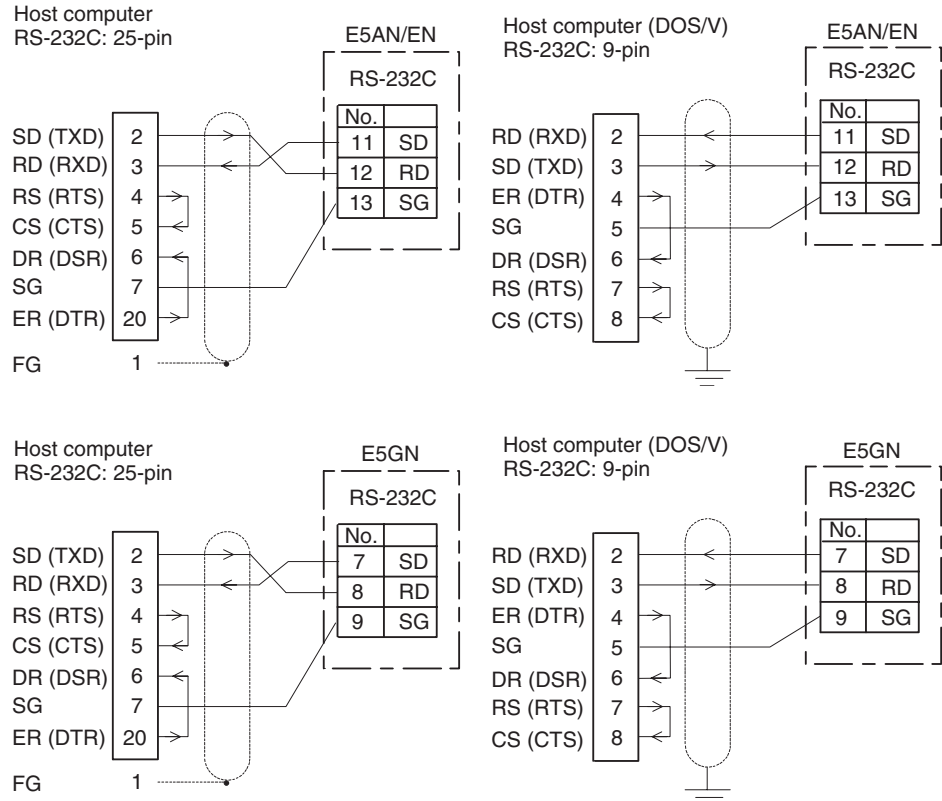 Host computer
RS-232C: 25-pin
E5AN/EN
RS-232C
No.
11 SD
12 RD
13 SG
SD (TXD) 2
RD (RXD) 3
RS (RTS) 4
CS (CTS) 5
DR (DSR) 6
SG 7
ER (DTR) 20
FG 1
Host computer (DOS/V)
RS-232C: 9-pin
E5AN/EN
RS-232C
No.
11 SD
12 RD
13 SG
RD (RXD) 2
SD (TXD) 3
ER (DTR) 4
SG 5
DR (DSR) 6
RS (RTS) 7
CS (CTS) 8
Host computer
RS-232C: 25-pin
E5GN
RS-232C
No.
7 SD
8 RD
9 SG
SD (TXD) 2
RD (RXD) 3
RS (RTS) 4
CS (CTS) 5
DR (DSR) 6
SG 7
ER (DTR) 20
FG 1
Host computer (DOS/V)
RS-232C: 9-pin
E5GN
RS-232C
No.
7 SD
8 RD
9 SG
RD (RXD) 2
SD (TXD) 3
ER (DTR) 4
SG 5
DR (DSR) 6
RS (RTS) 7
CS (CTS) 8